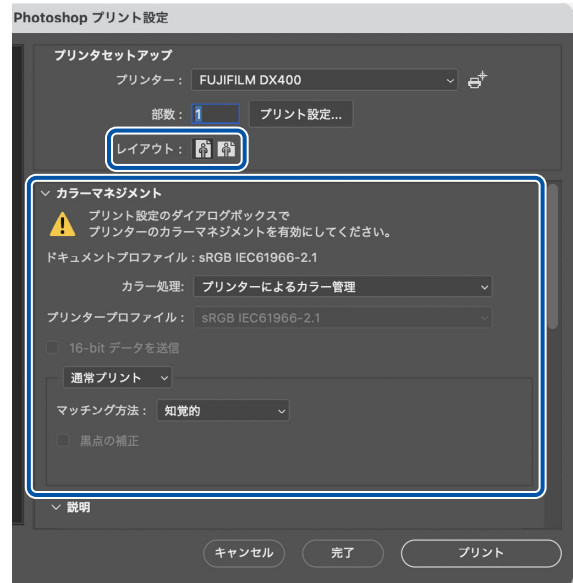 Photoshop プリント設定
プリンタセットアップ
プリンター： FUJIFILM DX400
部数： 1 プリント設定...
レイアウト：
カラーマネジメント
プリント設定のダイアログボックスで
プリンターのカラーマネジメントを有効にしてください。
ドキュメントプロファイル：sRGB IEC61966-2.1
カラー処理: プリンターによるカラー管理
プリンタープロファイル： sRGB IEC61966-2.1
16-bit データを送信
通常プリント
マッチング方法： 知覚的
黒点の補正
説明
キャンセル 完了 プリント